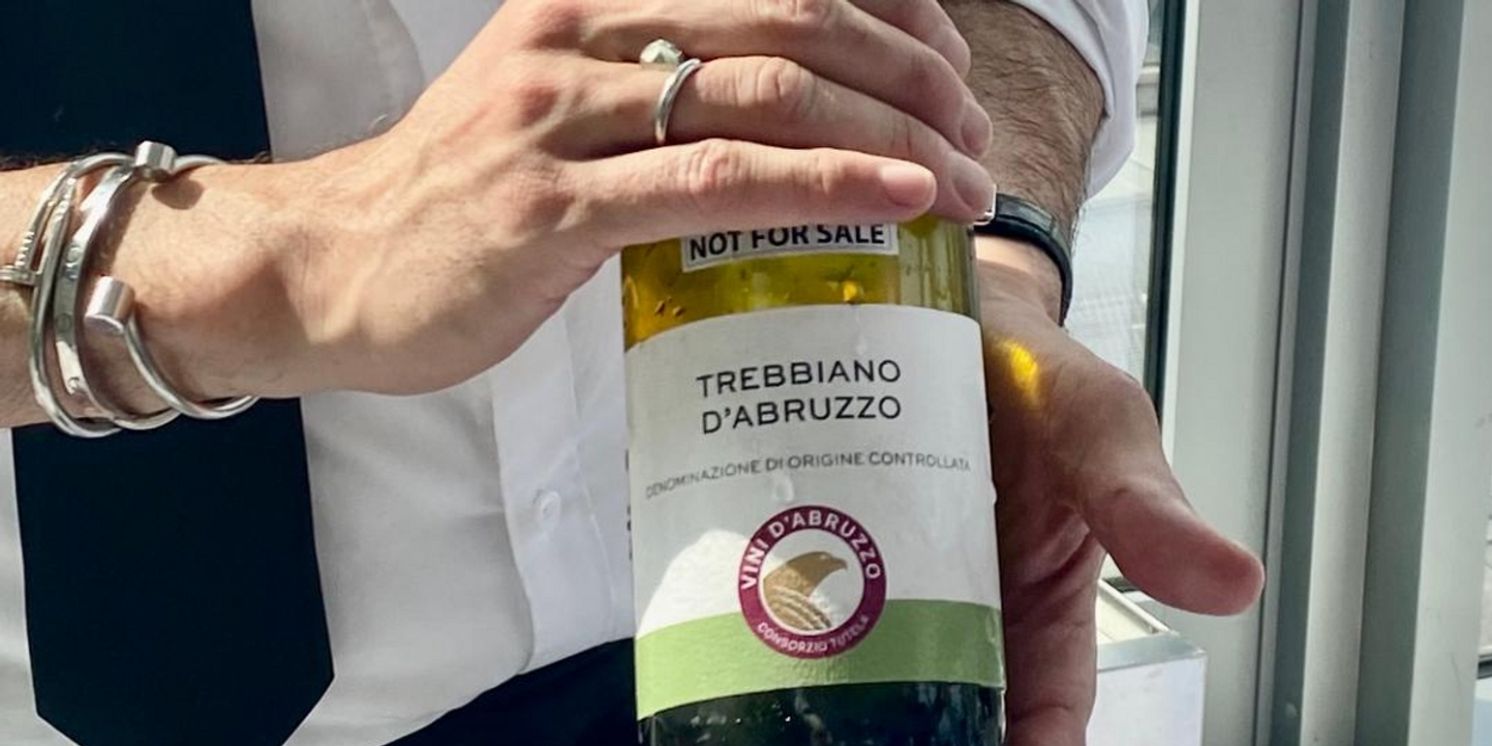 NOT FOR SALE
TREBBIANO
D'ABRUZZO
DENOMINAZIONE DI ORIGINE CONTROLLATA
VINI D'ABRUZZO
CONSORZIO TUTELA